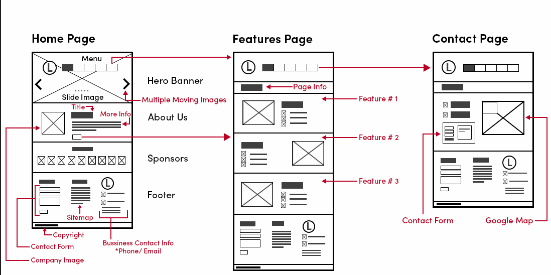 Home Page
Features Page
Contact Page
Menu
Slide Image
Hero Banner
Multiple Moving Images
Title
More Info
About Us
Sponsors
Footer
Sitemap
Copyright
Contact Form
Company Image
Bussiness Contact Info
*Phone/ Email
Page Info
Feature # 1
Feature # 2
Feature # 3
Contact Form
Google Map
L
L
L
L
L
L